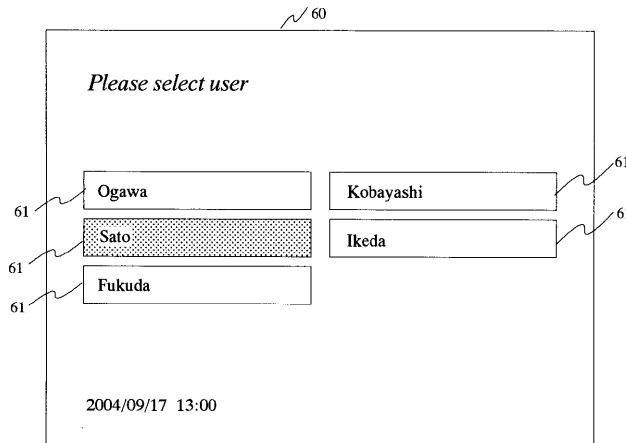 60
Please select user
Ogawa
Kobayashi
61
61
Sato
Ikeda
61
Fukuda
61
2004/09/17 13:00